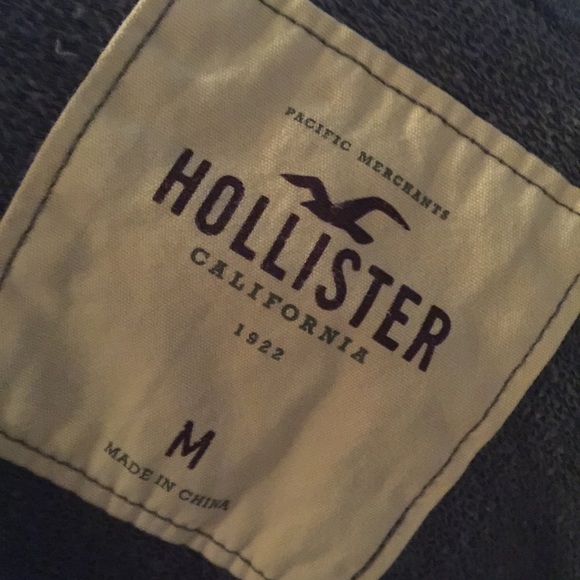 PACIFIC MERCHANTS
HOLLISTER
CALIFORNIA
1922
M
MADE IN CHINA